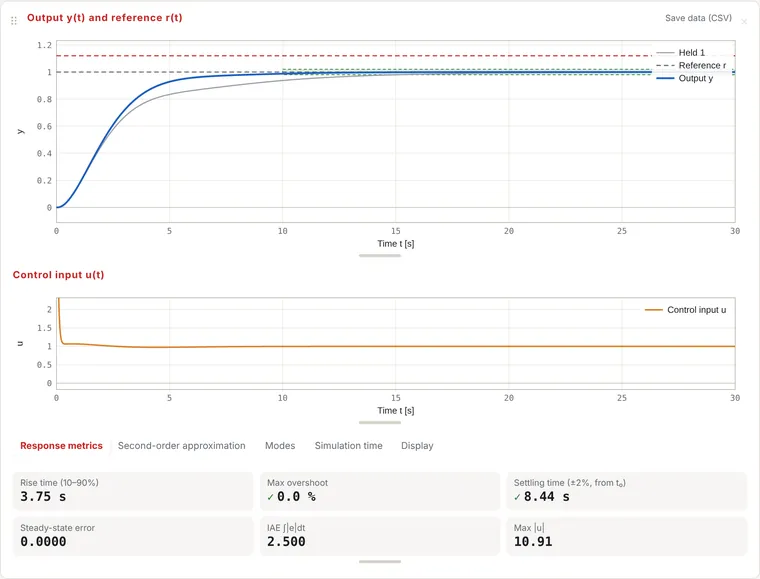 Output y(t) and reference r(t)
Save data (CSV) ×
1.2
1
0.8
0.6
0.4
0.2
0
y
Held 1
Reference r
Output y
0 5 10 15 20 25 30
Time t [s]
Control input u(t)
2
1.5
1
0.5
0
u
Control input u
0 5 10 15 20 25 30
Time t [s]
Response metrics Second-order approximation Modes Simulation time Display
Rise time (10–90%) Max overshoot Settling time (±2%, from t₀)
3.75 s ✓ 0.0 % ✓ 8.44 s
Steady-state error IAE ∫|e|dt Max |u|
0.0000 2.500 10.91